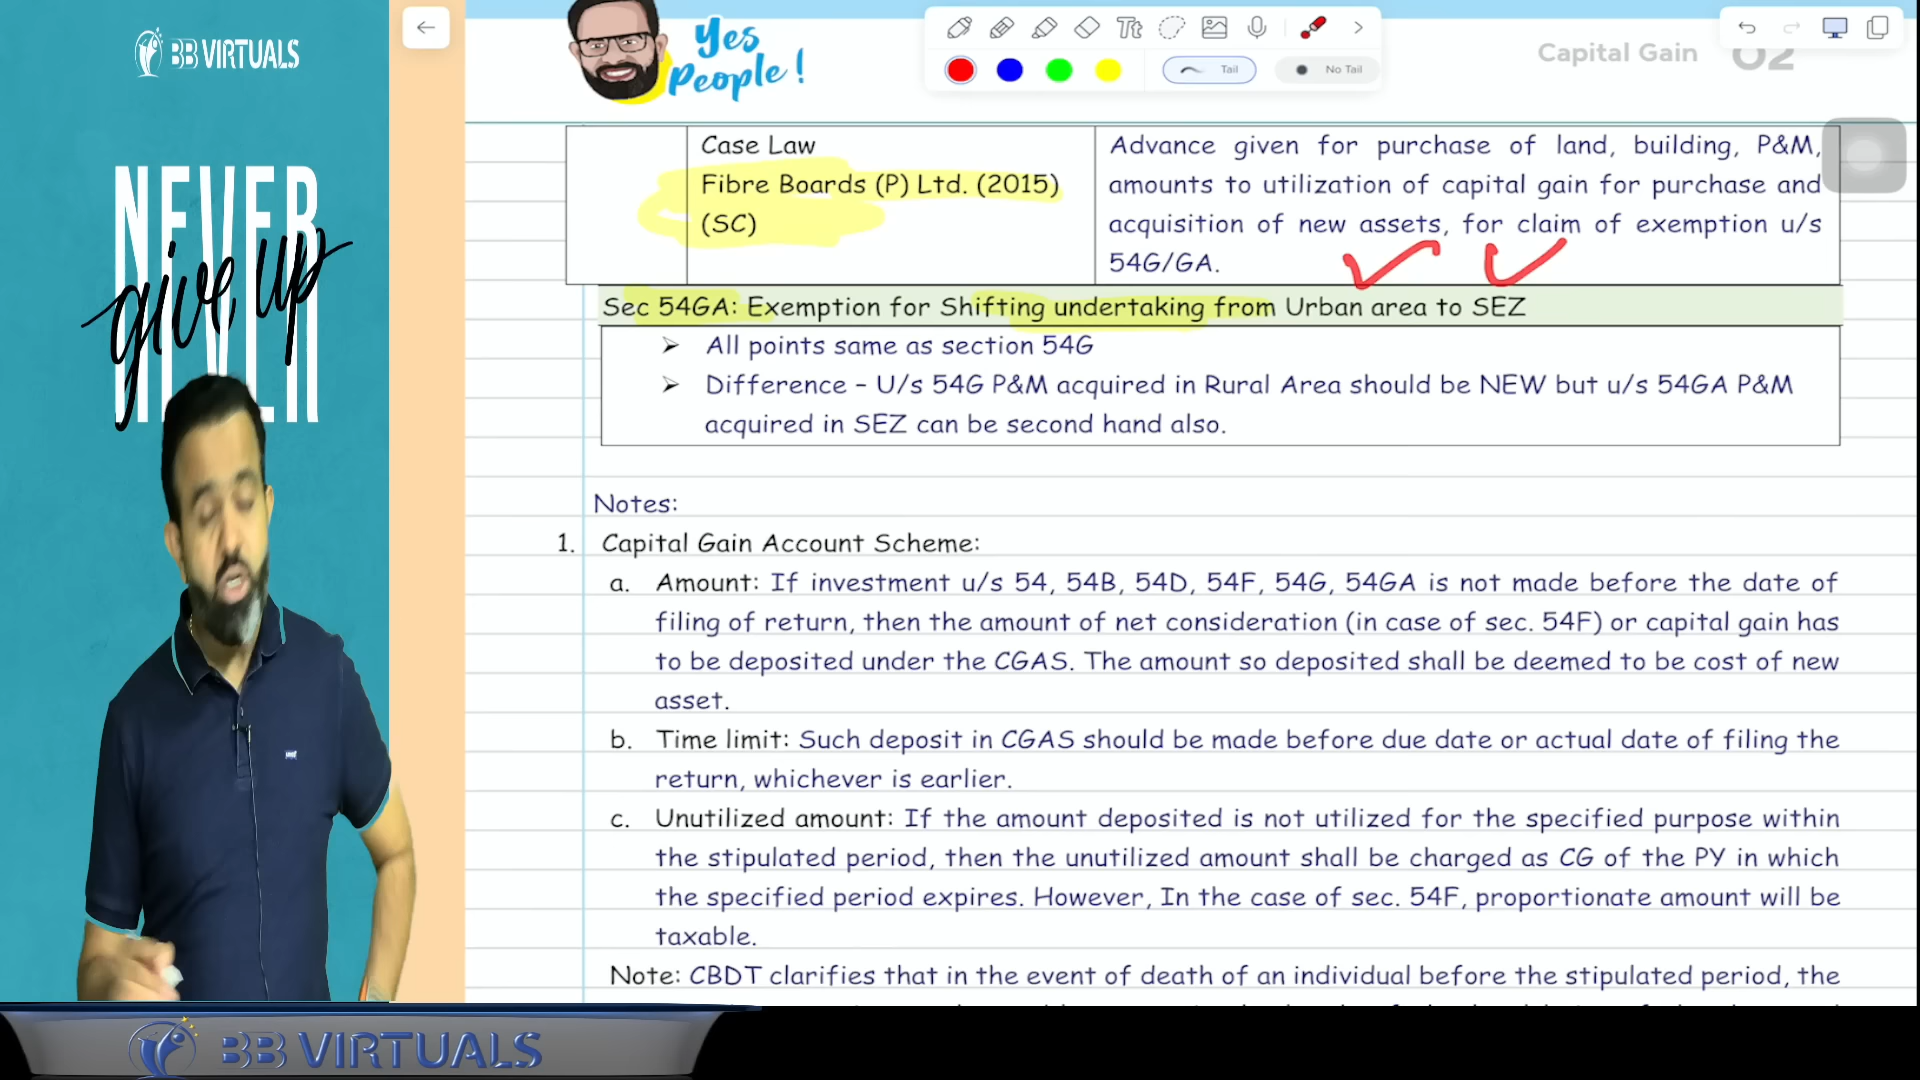 BB VIRTUALS
NEVER
give up
NEVER
Yes
People!
Tt
Tail
No Tail
Capital Gain
02
Case Law
Fibre Boards (P) Ltd. (2015)
(SC)
Advance given for purchase of land, building, P&M,
amounts to utilization of capital gain for purchase and
acquisition of new assets, for claim of exemption u/s
54G/GA.
Sec 54GA: Exemption for Shifting undertaking from Urban area to SEZ
➢ All points same as section 54G
➢ Difference – U/s 54G P&M acquired in Rural Area should be NEW but u/s 54GA P&M
acquired in SEZ can be second hand also.
Notes:
1. Capital Gain Account Scheme:
a. Amount: If investment u/s 54, 54B, 54D, 54F, 54G, 54GA is not made before the date of
filing of return, then the amount of net consideration (in case of sec. 54F) or capital gain has
to be deposited under the CGAS. The amount so deposited shall be deemed to be cost of new
asset.
b. Time limit: Such deposit in CGAS should be made before due date or actual date of filing the
return, whichever is earlier.
c. Unutilized amount: If the amount deposited is not utilized for the specified purpose within
the stipulated period, then the unutilized amount shall be charged as CG of the PY in which
the specified period expires. However, In the case of sec. 54F, proportionate amount will be
taxable.
Note: CBDT clarifies that in the event of death of an individual before the stipulated period, the
BB VIRTUALS